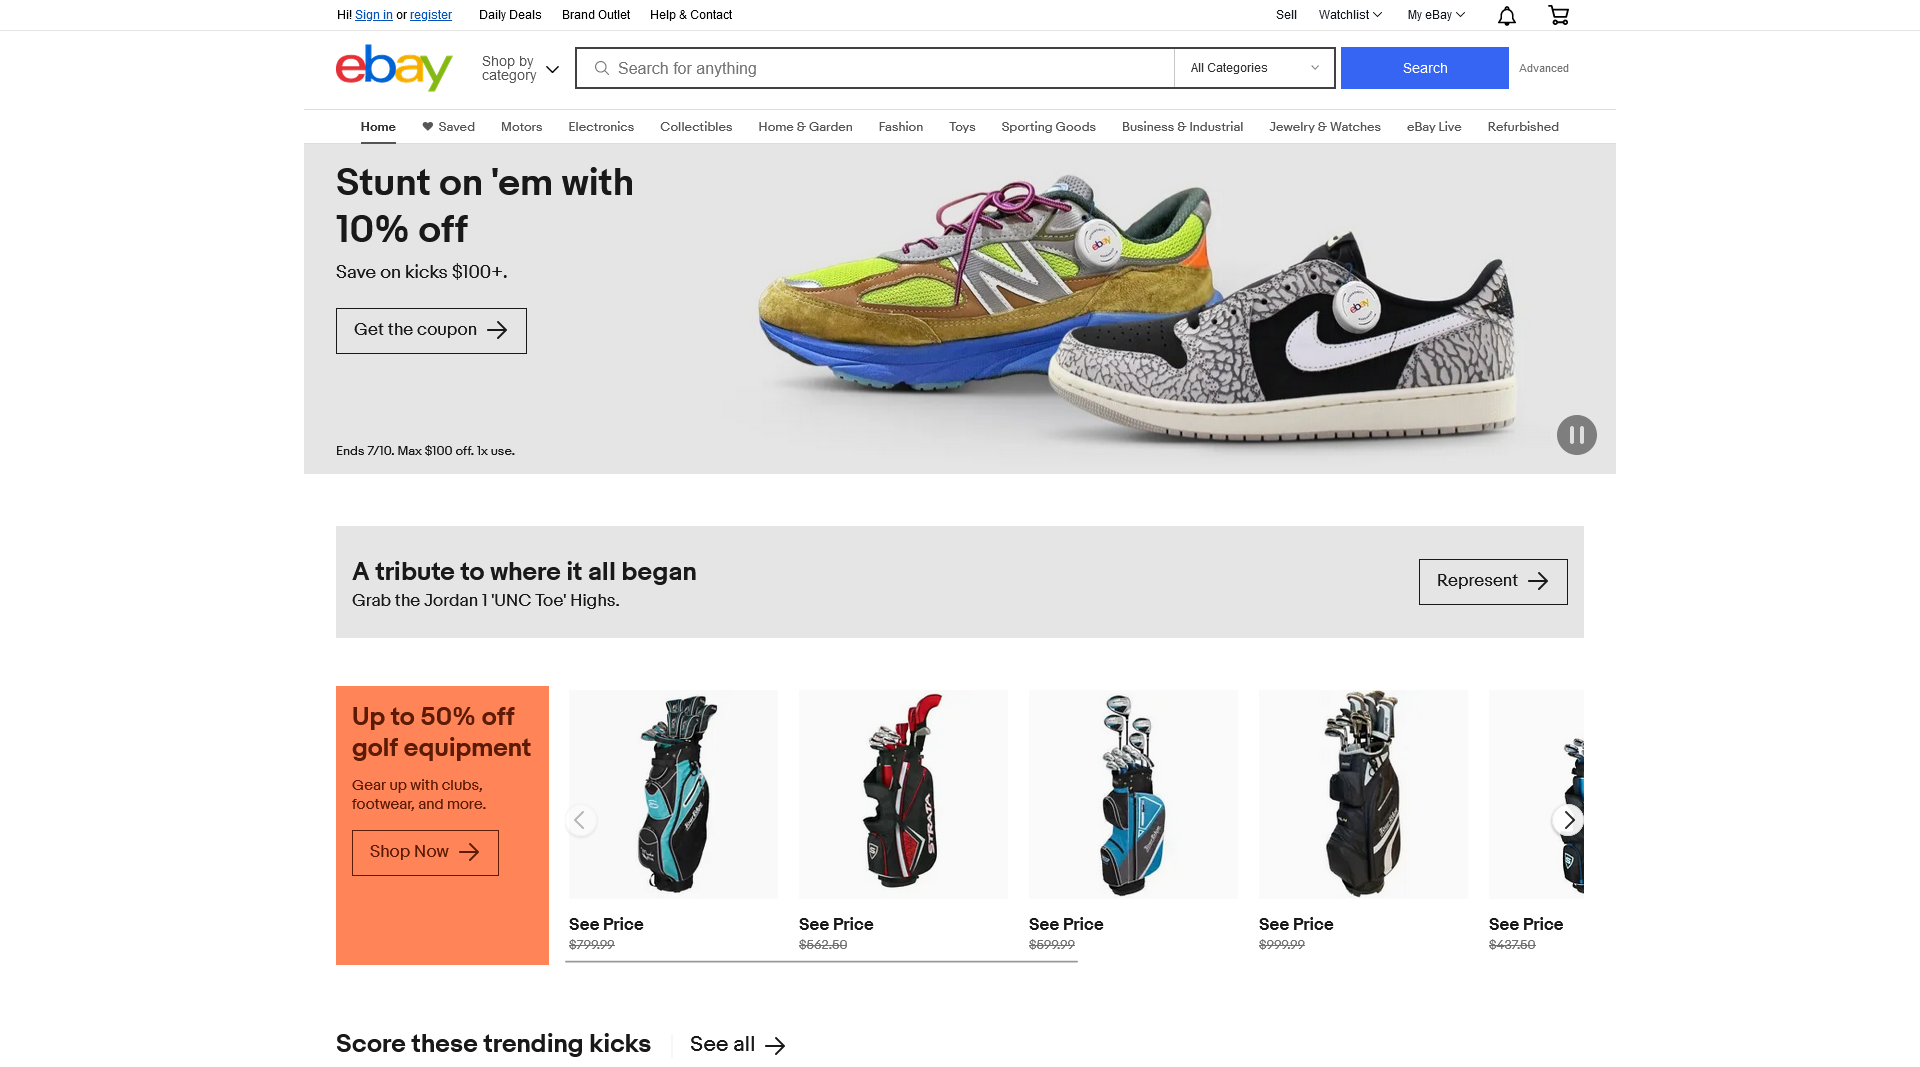 Hi! Sign in or register
Daily Deals
Brand Outlet
Help & Contact
Sell
Watchlist
My eBay
ebay
Shop by
category
Search for anything
All Categories
Search
Advanced
Home
Saved
Motors
Electronics
Collectibles
Home & Garden
Fashion
Toys
Sporting Goods
Business & Industrial
Jewelry & Watches
eBay Live
Refurbished
Stunt on 'em with
10% off
Save on kicks $100+.
Get the coupon
Ends 7/10. Max $100 off. 1x use.
ebay
ebay
A tribute to where it all began
Grab the Jordan 1 'UNC Toe' Highs.
Represent
Up to 50% off
golf equipment
Gear up with clubs,
footwear, and more.
Shop Now
STRATA
See Price
$799.99
See Price
$562.50
See Price
$599.99
See Price
$999.99
See Price
$437.50
Score these trending kicks
See all